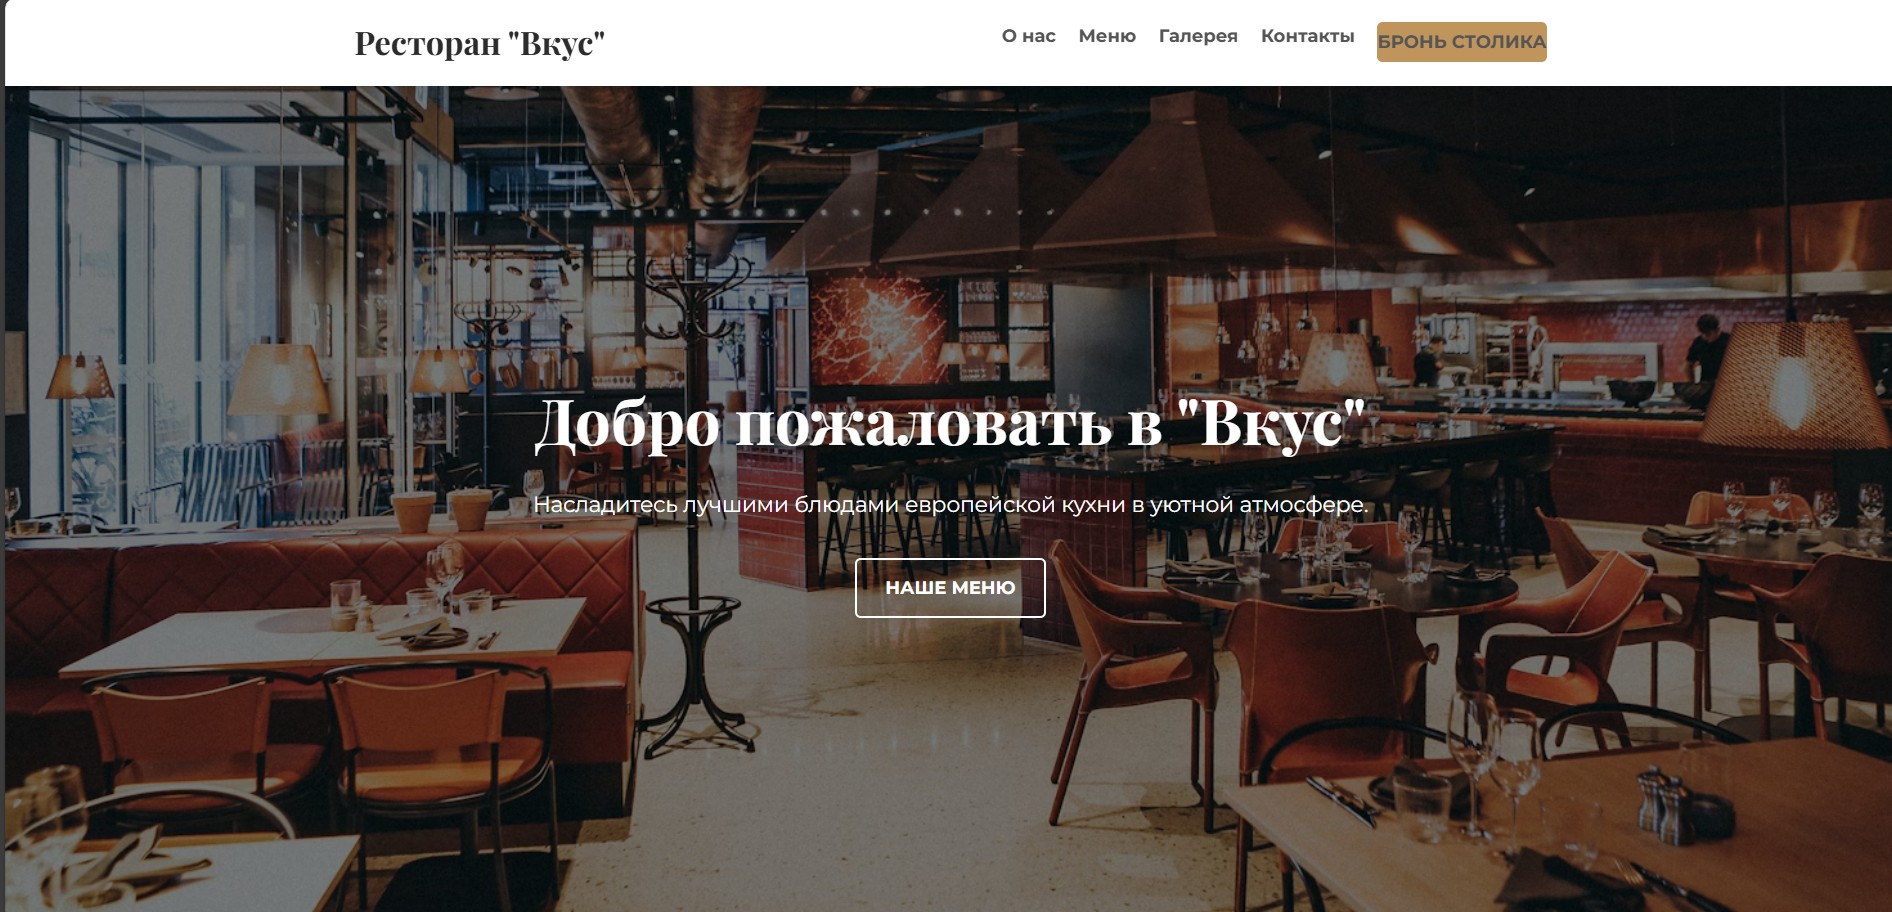 Ресторан "Вкус"
О нас Меню Галерея Контакты БРОНЬ СТОЛИКА
Добро пожаловать в "Вкус"
Насладитесь лучшими блюдами европейской кухни в уютной атмосфере.
НАШЕ МЕНЮ